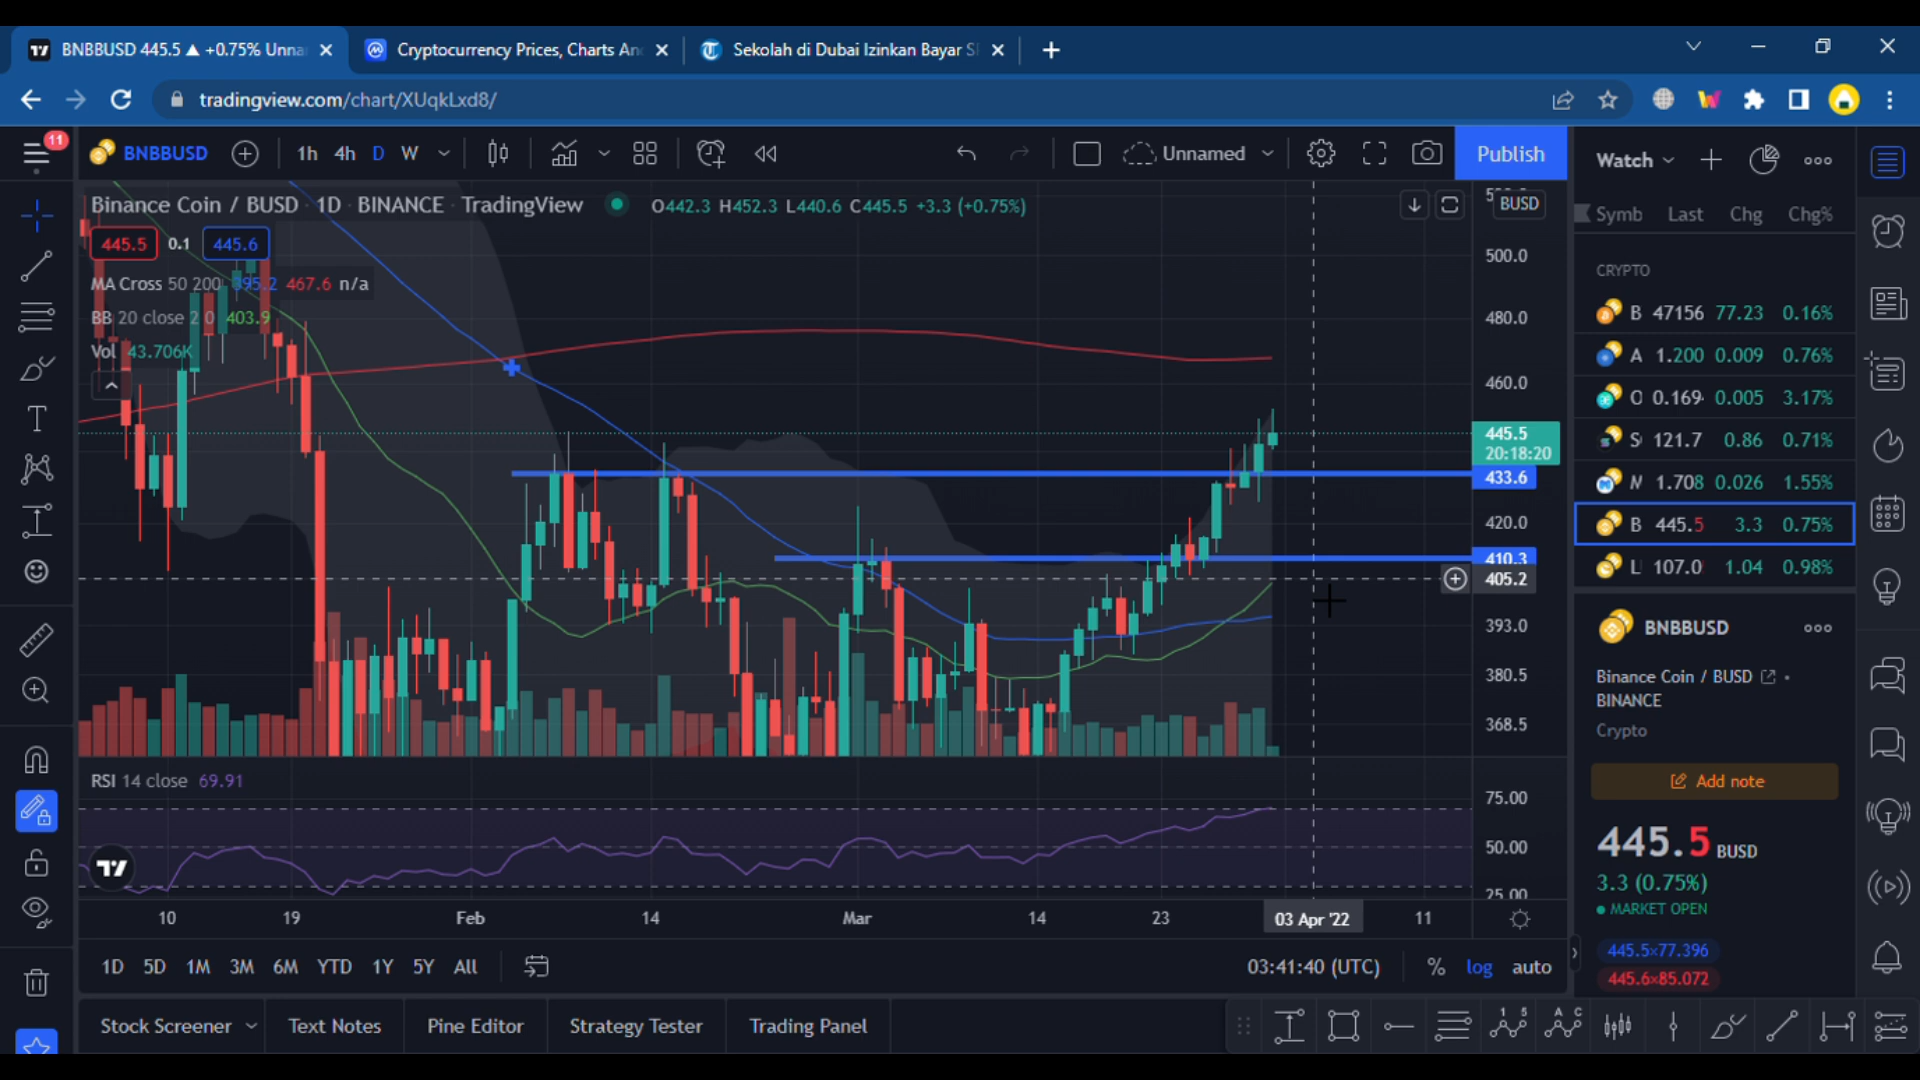 BNBBUSD 445.5 ▲ +0.75% Unna
Cryptocurrency Prices, Charts An
Sekolah di Dubai Izinkan Bayar S
tradingview.com/chart/XUqkLxd8/
11
BNBBUSD
1h 4h D W
Unnamed
Publish
Watch
Binance Coin / BUSD · 1D · BINANCE · TradingView
O442.3 H452.3 L440.6 C445.5 +3.3 (+0.75%)
BUSD
Symb Last Chg Chg%
445.5 0.1 445.6
MA Cross 50 200 395.2 467.6 n/a
BB 20 close 2 0 403.9
Vol 43.706K
500.0
480.0
460.0
445.5
20:18:20
433.6
420.0
410.3
405.2
393.0
380.5
368.5
CRYPTO
B 47156 77.23 0.16%
A 1.200 0.009 0.76%
O 0.169 0.005 3.17%
S 121.7 0.86 0.71%
M 1.708 0.026 1.55%
B 445.5 3.3 0.75%
L 107.0 1.04 0.98%
BNBBUSD
Binance Coin / BUSD •
BINANCE
Crypto
Add note
445.5 BUSD
3.3 (0.75%)
MARKET OPEN
445.5×77.396
445.6×85.072
RSI 14 close 69.91
75.00
50.00
25.00
10 19 Feb 14 Mar 14 23 03 Apr '22 11
1D 5D 1M 3M 6M YTD 1Y 5Y All
03:41:40 (UTC) % log auto
Stock Screener Text Notes Pine Editor Strategy Tester Trading Panel